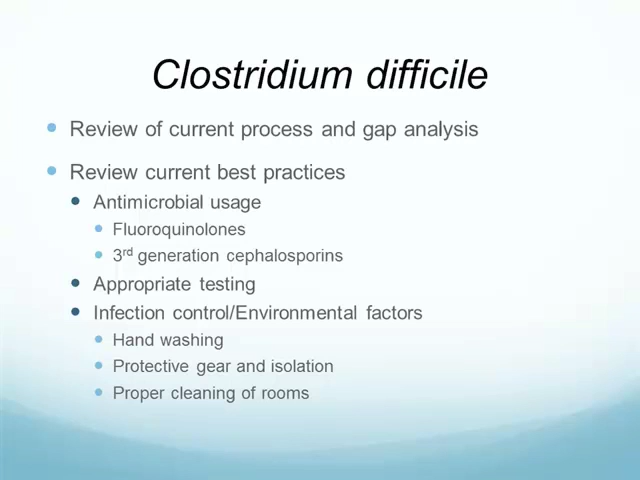 Clostridium difficile
Review of current process and gap analysis
Review current best practices
Antimicrobial usage
Fluoroquinolones
3rd generation cephalosporins
Appropriate testing
Infection control/Environmental factors
Hand washing
Protective gear and isolation
Proper cleaning of rooms